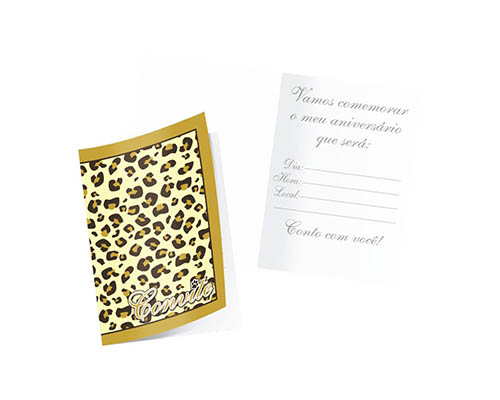 Convite
Vamos comemorar
o meu aniversário
que será:
Dia:
Hora:
Local:
Conto com você!